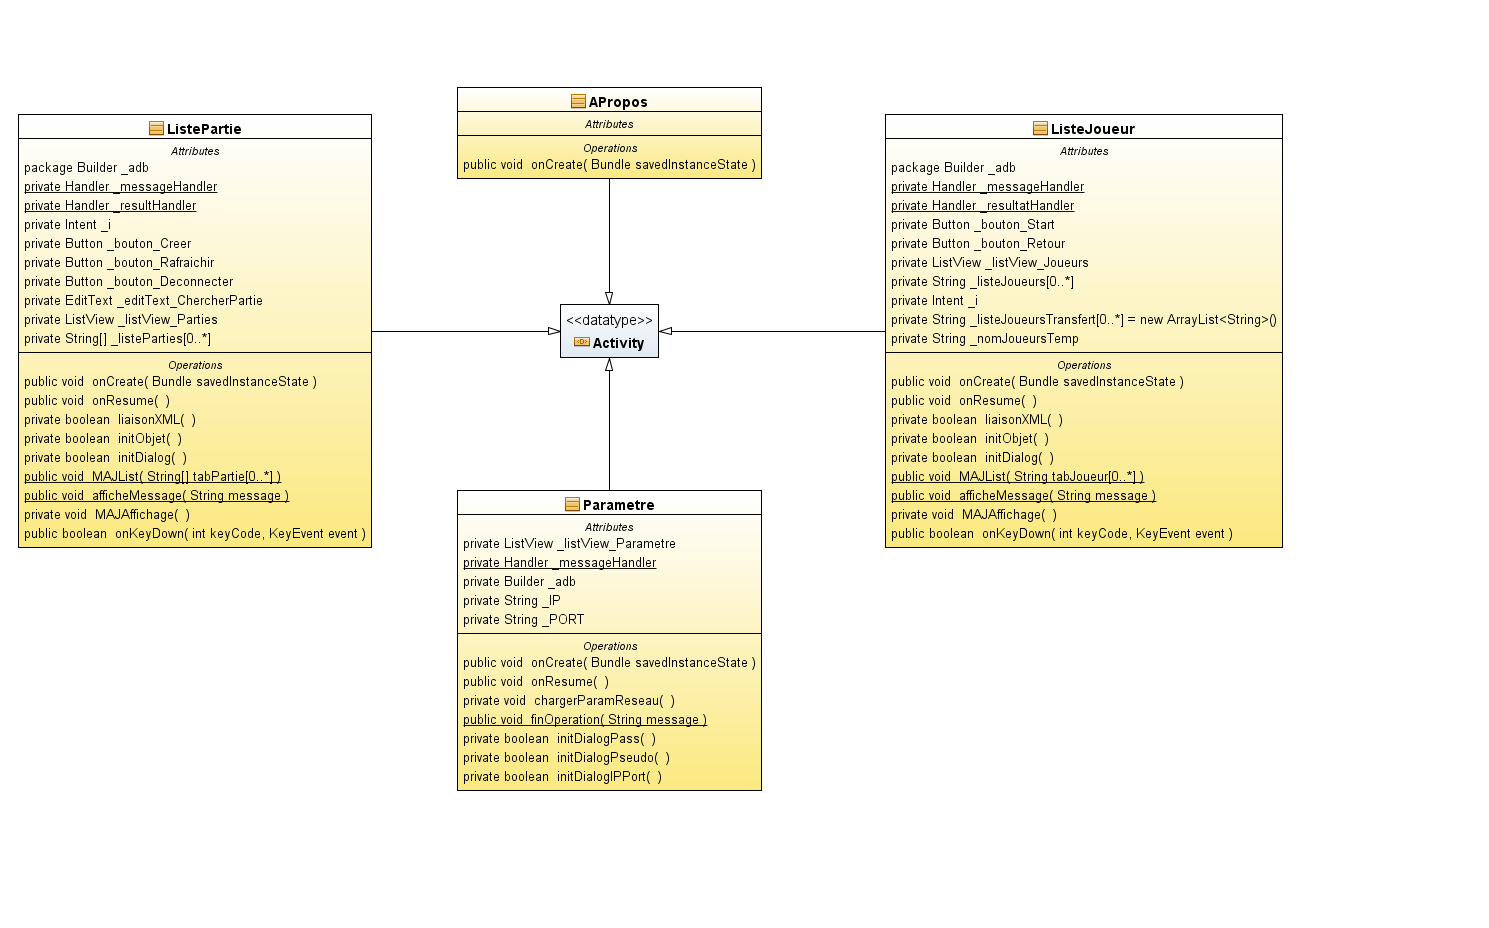 APropos
Attributes
Operations
public void  onCreate( Bundle savedInstanceState )
ListePartie
Attributes
package Builder _adb
private Handler _messageHandler
private Handler _resultHandler
private Intent _i
private Button _bouton_Creer
private Button _bouton_Rafraichir
private Button _bouton_Deconnecter
private EditText _editText_ChercherPartie
private ListView _listView_Parties
private String[] _listeParties[0..*]
Operations
public void  onCreate( Bundle savedInstanceState )
public void  onResume(  )
private boolean  liaisonXML(  )
private boolean  initObjet(  )
private boolean  initDialog(  )
public void  MAJList( String[] tabPartie[0..*] )
public void  afficheMessage( String message )
private void  MAJAffichage(  )
public boolean  onKeyDown( int keyCode, KeyEvent event )
<<datatype>>
Activity
ListeJoueur
Attributes
package Builder _adb
private Handler _messageHandler
private Handler _resultatHandler
private Button _bouton_Start
private Button _bouton_Retour
private ListView _listView_Joueurs
private String _listeJoueurs[0..*]
private Intent _i
private String _listeJoueursTransfert[0..*] = new ArrayList<String>()
private String _nomJoueursTemp
Operations
public void  onCreate( Bundle savedInstanceState )
public void  onResume(  )
private boolean  liaisonXML(  )
private boolean  initObjet(  )
private boolean  initDialog(  )
public void  MAJList( String tabJoueur[0..*] )
public void  afficheMessage( String message )
private void  MAJAffichage(  )
public boolean  onKeyDown( int keyCode, KeyEvent event )
Parametre
Attributes
private ListView _listView_Parametre
private Handler _messageHandler
private Builder _adb
private String _IP
private String _PORT
Operations
public void  onCreate( Bundle savedInstanceState )
public void  onResume(  )
private void  chargerParamReseau(  )
public void  finOperation( String message )
private boolean  initDialogPass(  )
private boolean  initDialogPseudo(  )
private boolean  initDialogIPPort(  )